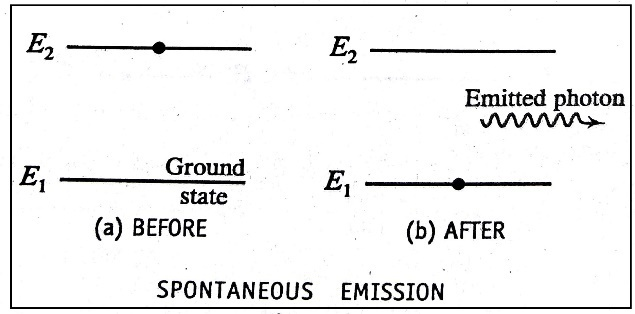 E₂
E₂
Emitted photon
E₁
Ground
state
E₁
(a) BEFORE
(b) AFTER
SPONTANEOUS EMISSION